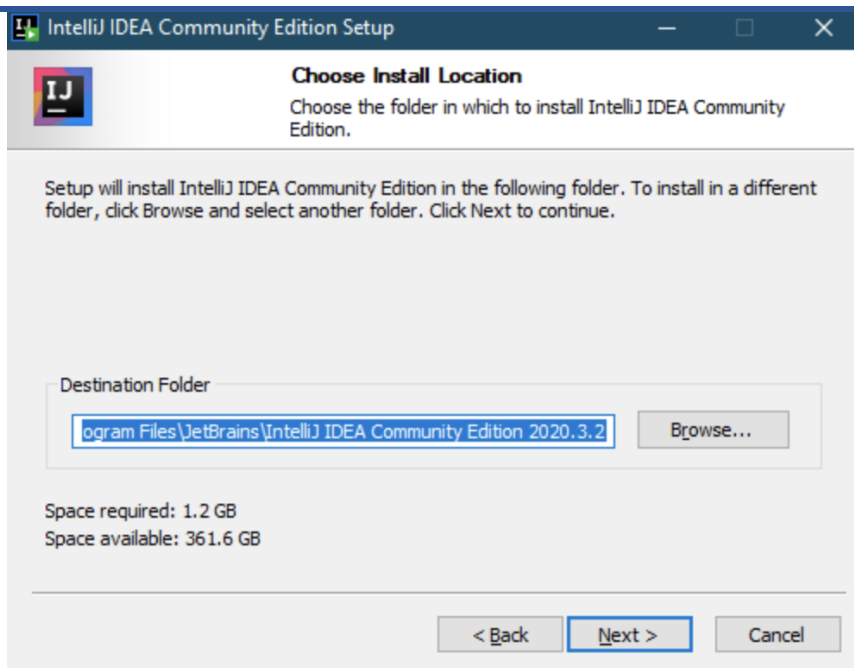 IntelliJ IDEA Community Edition Setup
IJ
Choose Install Location
Choose the folder in which to install IntelliJ IDEA Community
Edition.
Setup will install IntelliJ IDEA Community Edition in the following folder. To install in a different
folder, click Browse and select another folder. Click Next to continue.
Destination Folder
ogram Files\JetBrains\IntelliJ IDEA Community Edition 2020.3.2
Browse...
Space required: 1.2 GB
Space available: 361.6 GB
< Back
Next >
Cancel